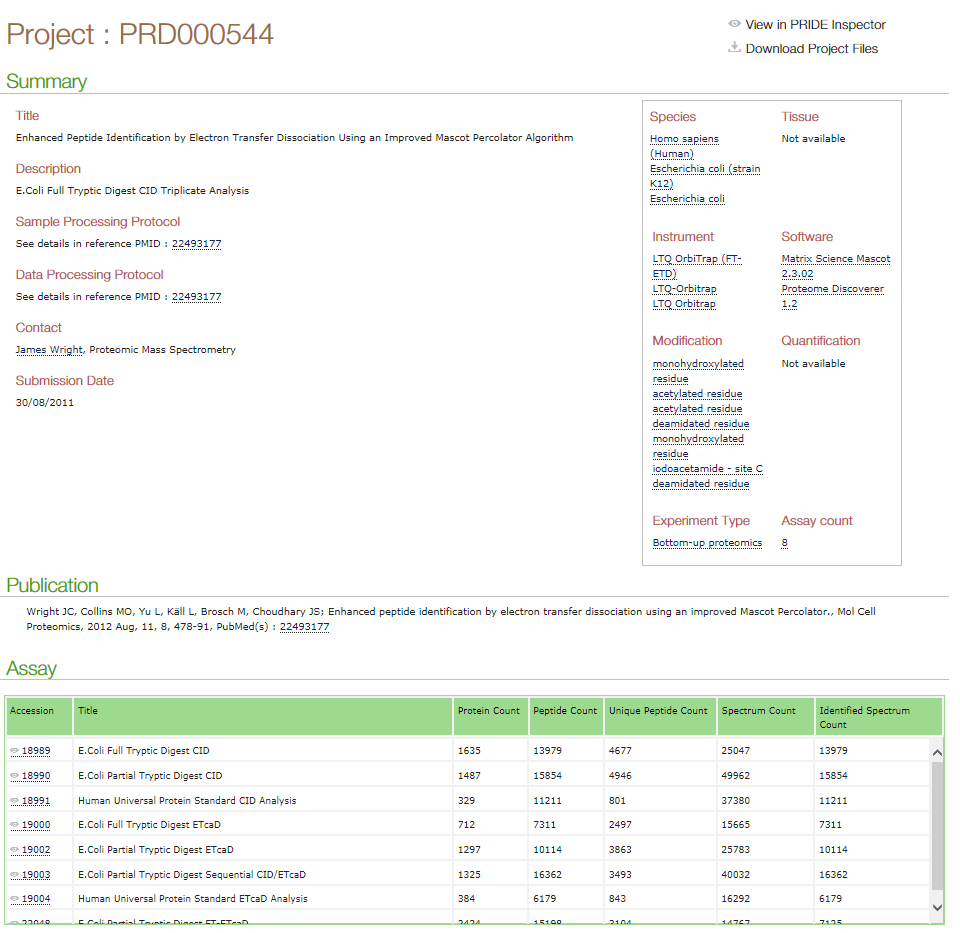 Project : PRD000544
View in PRIDE Inspector
Download Project Files
Summary
Title
Enhanced Peptide Identification by Electron Transfer Dissociation Using an Improved Mascot Percolator Algorithm
Description
E.Coli Full Tryptic Digest CID Triplicate Analysis
Sample Processing Protocol
See details in reference PMID : 22493177
Data Processing Protocol
See details in reference PMID : 22493177
Contact
James Wright, Proteomic Mass Spectrometry
Submission Date
30/08/2011
Species
Homo sapiens
(Human)
Escherichia coli (strain
K12)
Escherichia coli
Tissue
Not available
Instrument
LTQ OrbiTrap (FT-
ETD)
LTQ-Orbitrap
LTQ Orbitrap
Software
Matrix Science Mascot
2.3.02
Proteome Discoverer
1.2
Modification
monohydroxylated
residue
acetylated residue
acetylated residue
deamidated residue
monohydroxylated
residue
iodoacetamide - site C
deamidated residue
Quantification
Not available
Experiment Type
Bottom-up proteomics
Assay count
8
Publication
Wright JC, Collins MO, Yu L, Käll L, Brosch M, Choudhary JS; Enhanced peptide identification by electron transfer dissociation using an improved Mascot Percolator., Mol Cell
Proteomics, 2012 Aug, 11, 8, 478-91, PubMed(s) : 22493177
Assay
Accession Title Protein Count Peptide Count Unique Peptide Count Spectrum Count Identified Spectrum
Count
18989 E.Coli Full Tryptic Digest CID 1635 13979 4677 25047 13979
18990 E.Coli Partial Tryptic Digest CID 1487 15854 4946 49962 15854
18991 Human Universal Protein Standard CID Analysis 329 11211 801 37380 11211
19000 E.Coli Full Tryptic Digest ETcaD 712 7311 2497 15665 7311
19002 E.Coli Partial Tryptic Digest ETcaD 1297 10114 3863 25783 10114
19003 E.Coli Partial Tryptic Digest Sequential CID/ETcaD 1325 16362 3493 40032 16362
19004 Human Universal Protein Standard ETcaD Analysis 384 6179 843 16292 6179
E.Coli Partial Tryptic Digest